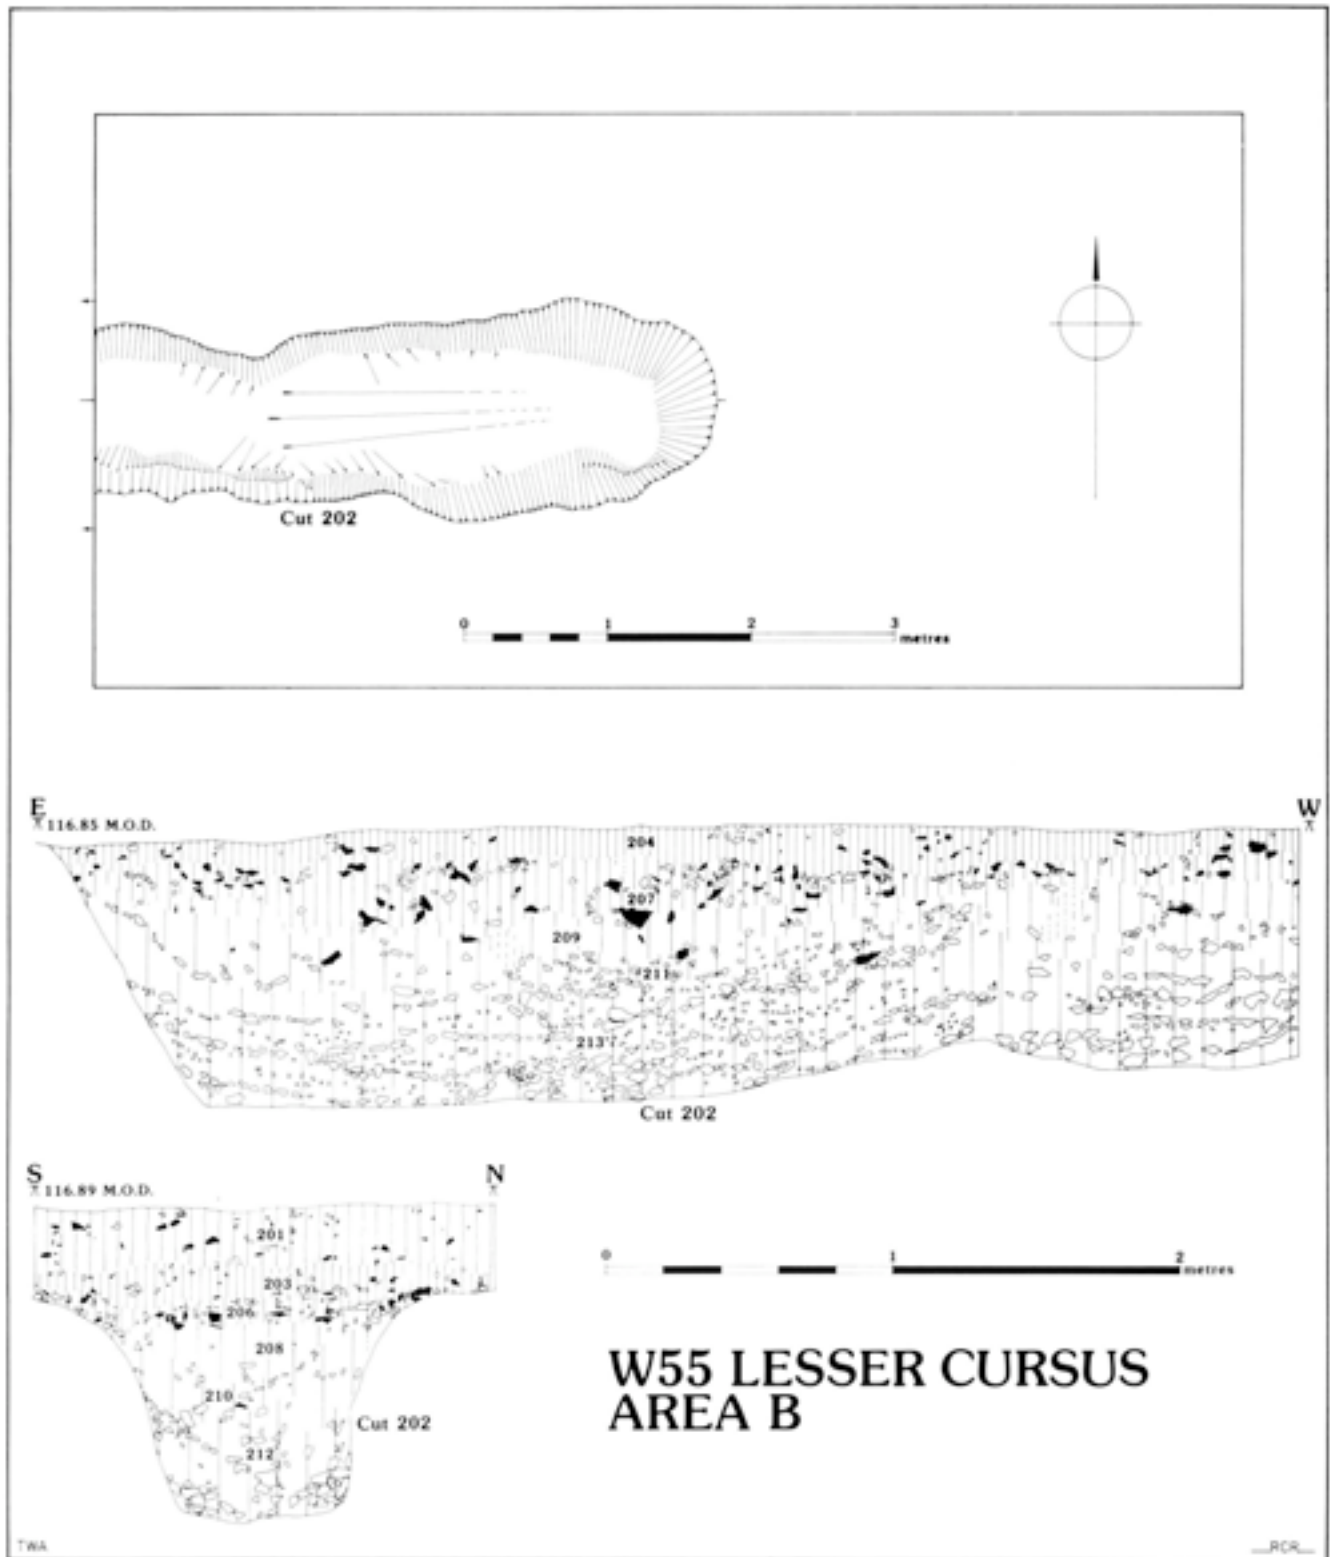 Cut 202
0 1 2 3 metres
E W
116.85 M.O.D.
204
207
209
211
213
Cut 202
S N
116.89 M.O.D.
201
203
206
208
210
Cut 202
212
0 1 2 metres
W55 LESSER CURSUS
AREA B
TWA RCR